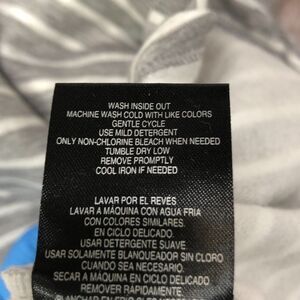 WASH INSIDE OUT
MACHINE WASH COLD WITH LIKE COLORS
GENTLE CYCLE
USE MILD DETERGENT
ONLY NON-CHLORINE BLEACH WHEN NEEDED
TUMBLE DRY LOW
REMOVE PROMPTLY
COOL IRON IF NEEDED
LAVAR POR EL REVÉS
LAVAR A MÁQUINA CON AGUA FRIA
CON COLORES SIMILARES.
EN CICLO DELICADO.
USAR DETERGENTE SUAVE
USAR SOLAMENTE BLANQUEADOR SIN CLORO
CUANDO SEA NECESARIO.
SECAR A MÁQUINA EN CICLO DELICADO.
REMOVER RAPIDAMENTE.